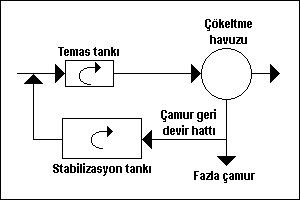 Çökeltme
havuzu
Temas tankı
Çamur geri
devir hattı
Stabilizasyon tankı
Fazla çamur